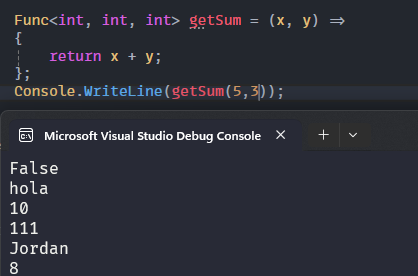 Func<int, int, int> getSum = (x, y) =>
{
    return x + y;
};
Console.WriteLine(getSum(5,3));
Microsoft Visual Studio Debug Console
False
hola
10
111
Jordan
8